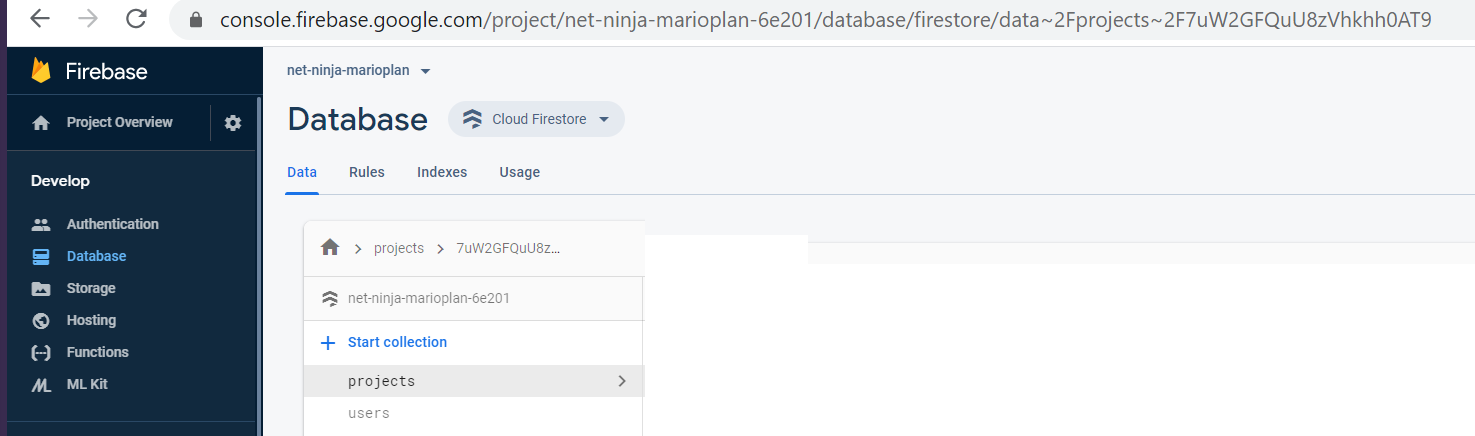 console.firebase.google.com/project/net-ninja-marioplan-6e201/database/firestore/data~2Fprojects~2F7uW2GFQuU8zVhkhh0AT9
Firebase
Project Overview
Develop
Authentication
Database
Storage
Hosting
Functions
ML Kit
net-ninja-marioplan
Database Cloud Firestore
Data Rules Indexes Usage
projects 7uW2GFQuU8z...
net-ninja-marioplan-6e201
+ Start collection
projects
users